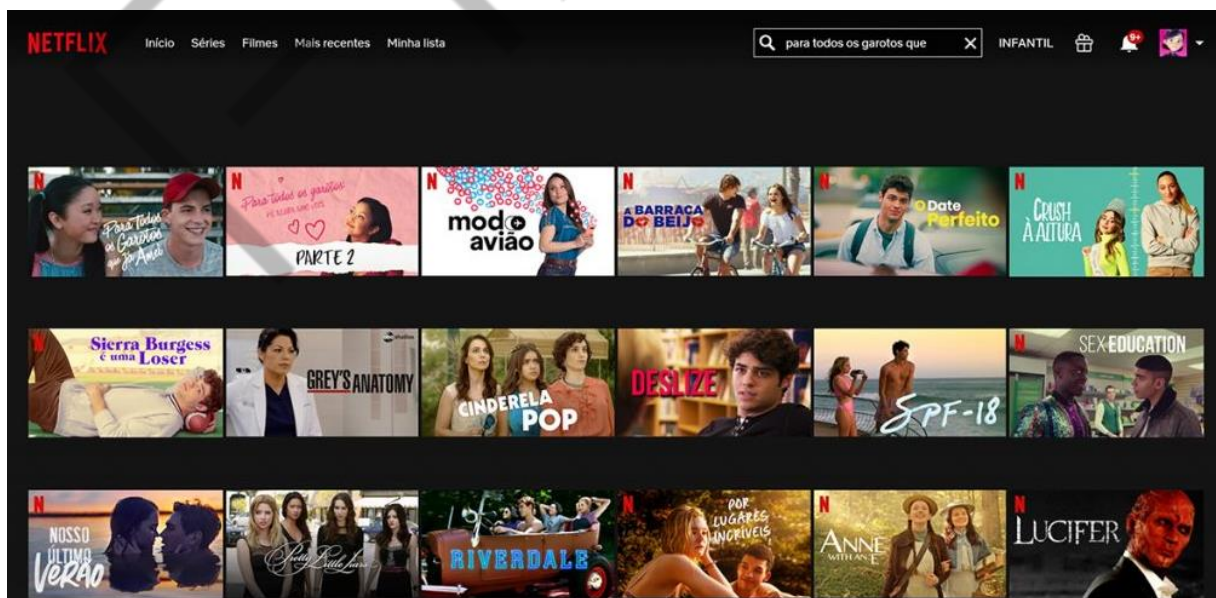 NETFLIX Início Séries Filmes Mais recentes Minha lista para todos os garotos que INFANTIL 9+
Para Todos
os Garotos
que já Amei
Para todos os garotos:
PARTE 2
modo
avião
A BARRACA
DO BEIJO
O Date
Perfeito
CRUSH
À ALTURA
Sierra Burgess
é uma Loser
abc studios
GREY'S ANATOMY
CINDERELA
POP
DESLIZE
SPF-18
SEX EDUCATION
NOSSO
ÚLTIMO
VERÃO
Pretty Little Liars
RIVERDALE
POR
LUGARES
INCRÍVEIS
ANNE
WITH AN E
LUCIFER